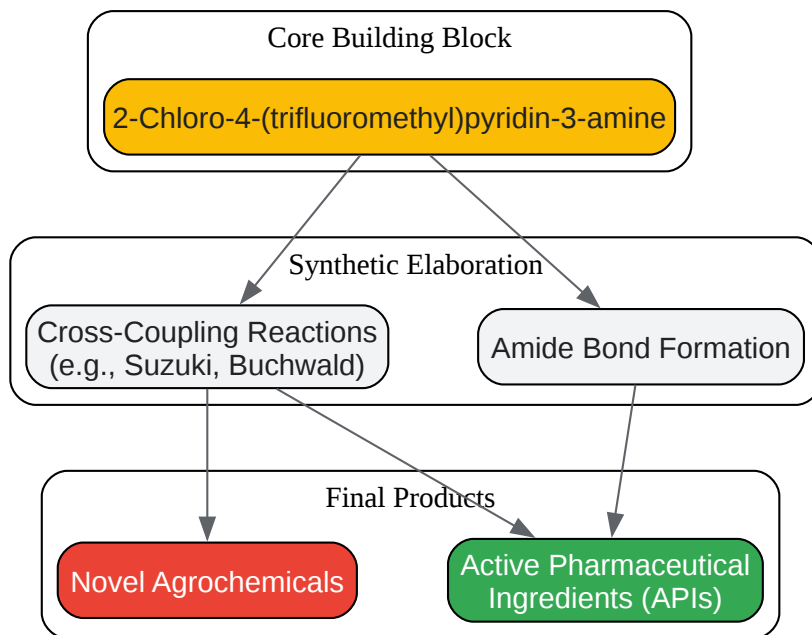 Core Building Block
2-Chloro-4-(trifluoromethyl)pyridin-3-amine
Synthetic Elaboration
Cross-Coupling Reactions
(e.g., Suzuki, Buchwald)
Amide Bond Formation
Final Products
Novel Agrochemicals
Active Pharmaceutical
Ingredients (APIs)